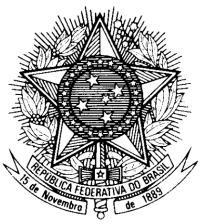 REPÚBLICA FEDERATIVA DO BRASIL
15 de Novembro de 1889